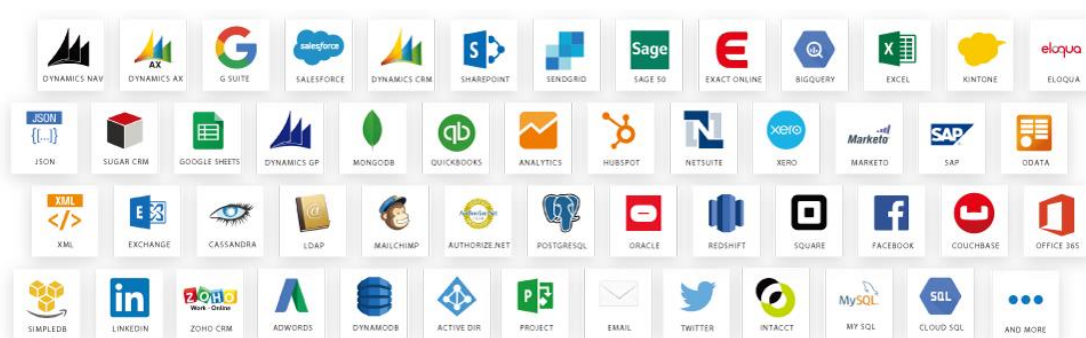 salesforce
Sage
eloqua
DYNAMICS NAV
AX
DYNAMICS AX
G SUITE
SALESFORCE
DYNAMICS CRM
SHAREPOINT
SENDGRID
SAGE 50
EXACT ONLINE
BIGQUERY
EXCEL
KINTONE
ELOQUA
JSON
{[...]}
qb
xero
Marketo
SAP
JSON
SUGAR CRM
GOOGLE SHEETS
DYNAMICS GP
MONGODB
QUICKBOOKS
ANALYTICS
HUBSPOT
NETSUITE
XERO
MARKETO
SAP
ODATA
XML
</>
Authorize.Net
XML
EXCHANGE
CASSANDRA
LDAP
MAILCHIMP
AUTHORIZE.NET
POSTGRESQL
ORACLE
REDSHIFT
SQUARE
FACEBOOK
COUCHBASE
OFFICE 365
in
ZOHO
Work · Online
MySQL
SQL
SIMPLEDB
LINKEDIN
ZOHO CRM
ADWORDS
DYNAMODB
ACTIVE DIR
PROJECT
EMAIL
TWITTER
INTACCT
MY SQL
CLOUD SQL
AND MORE